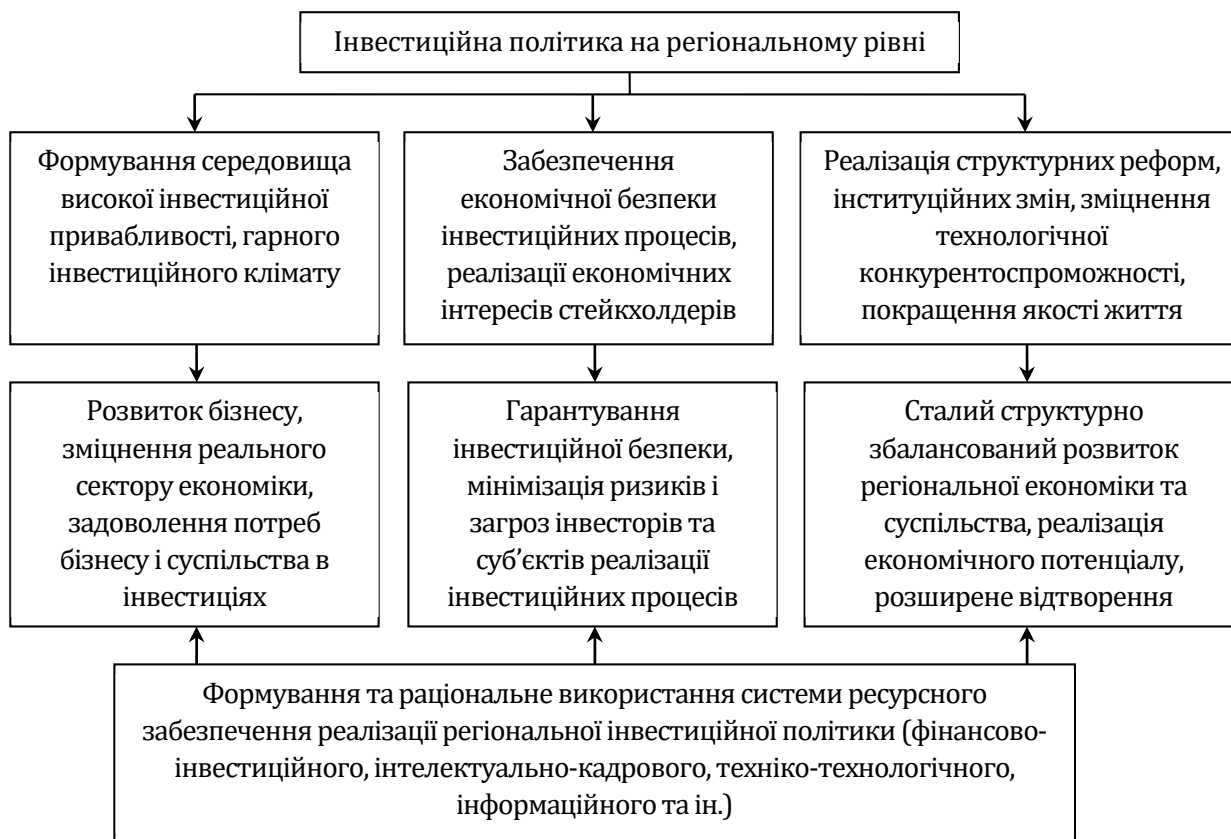 Інвестиційна політика на регіональному рівні
Формування середовища
високої інвестиційної
привабливості, гарного
інвестиційного клімату
Забезпечення
економічної безпеки
інвестиційних процесів,
реалізації економічних
інтересів стейкхолдерів
Реалізація структурних реформ,
інституційних змін, зміцнення
технологічної
конкурентоспроможності,
покращення якості життя
Розвиток бізнесу,
зміцнення реального
сектору економіки,
задоволення потреб
бізнесу і суспільства в
інвестиціях
Гарантування
інвестиційної безпеки,
мінімізація ризиків і
загроз інвесторів та
суб’єктів реалізації
інвестиційних процесів
Сталий структурно
збалансований розвиток
регіональної економіки та
суспільства, реалізація
економічного потенціалу,
розширене відтворення
Формування та раціональне використання системи ресурсного
забезпечення реалізації регіональної інвестиційної політики (фінансово-
інвестиційного, інтелектуально-кадрового, техніко-технологічного,
інформаційного та ін.)